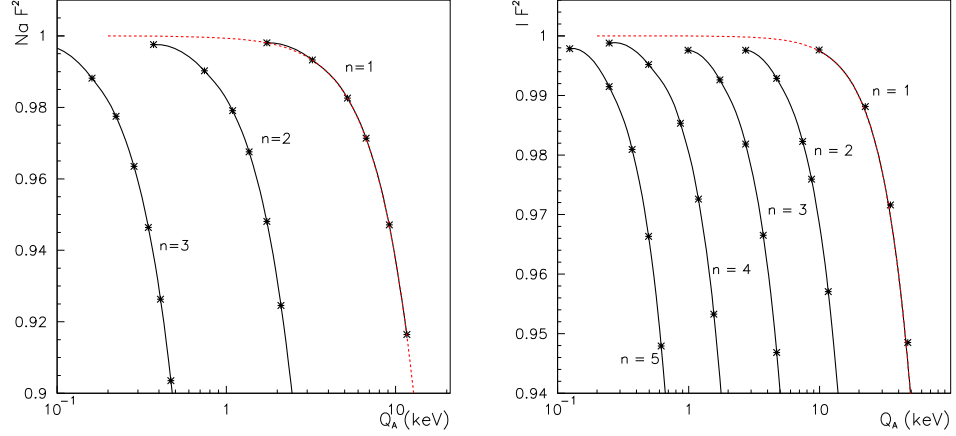 Na F²
1
0.98
0.96
0.94
0.92
0.9
n=1
n=2
n=3
10⁻¹
1
10
Q_A (keV)
I F²
1
0.99
0.98
0.97
0.96
0.95
0.94
n = 1
n = 2
n = 3
n = 4
n = 5
10⁻¹
1
10
Q_A (keV)